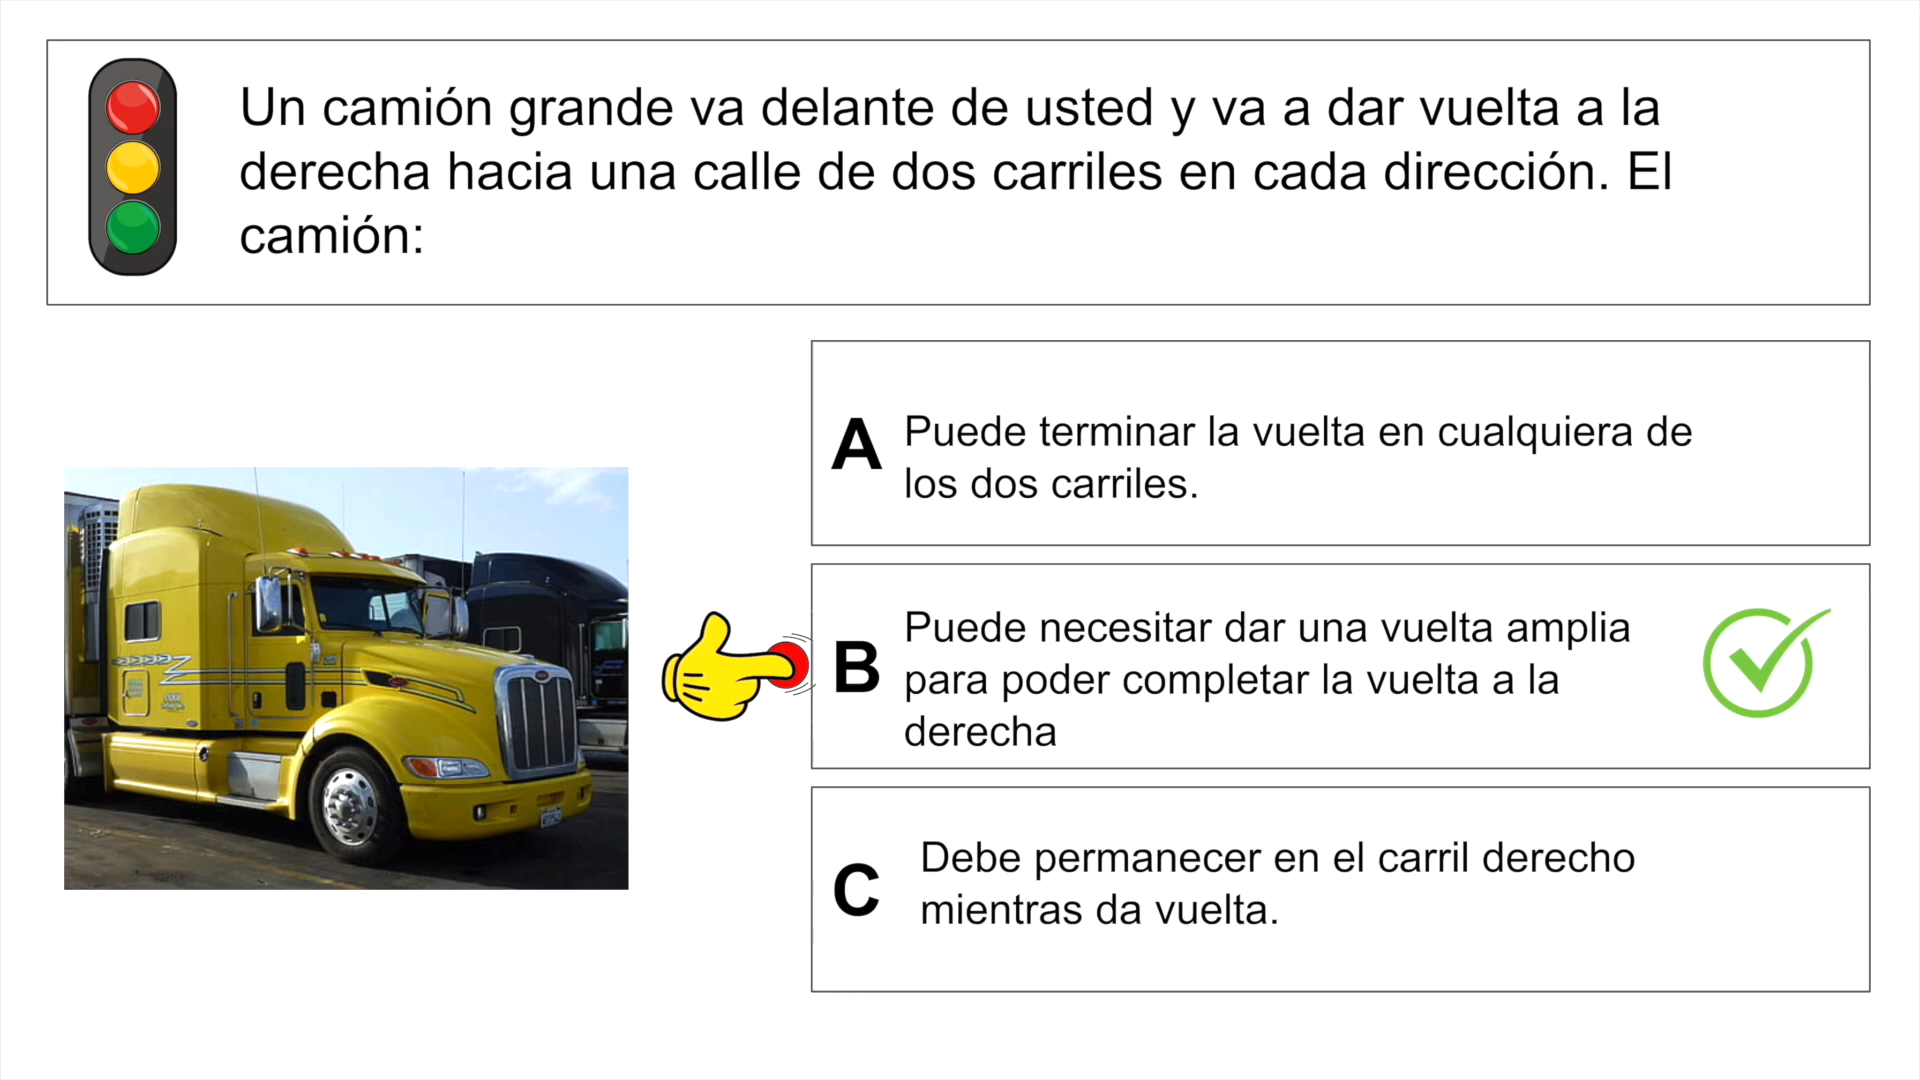 Un camión grande va delante de usted y va a dar vuelta a la
derecha hacia una calle de dos carriles en cada dirección. El
camión:
A
Puede terminar la vuelta en cualquiera de
los dos carriles.
B
Puede necesitar dar una vuelta amplia
para poder completar la vuelta a la
derecha
C
Debe permanecer en el carril derecho
mientras da vuelta.